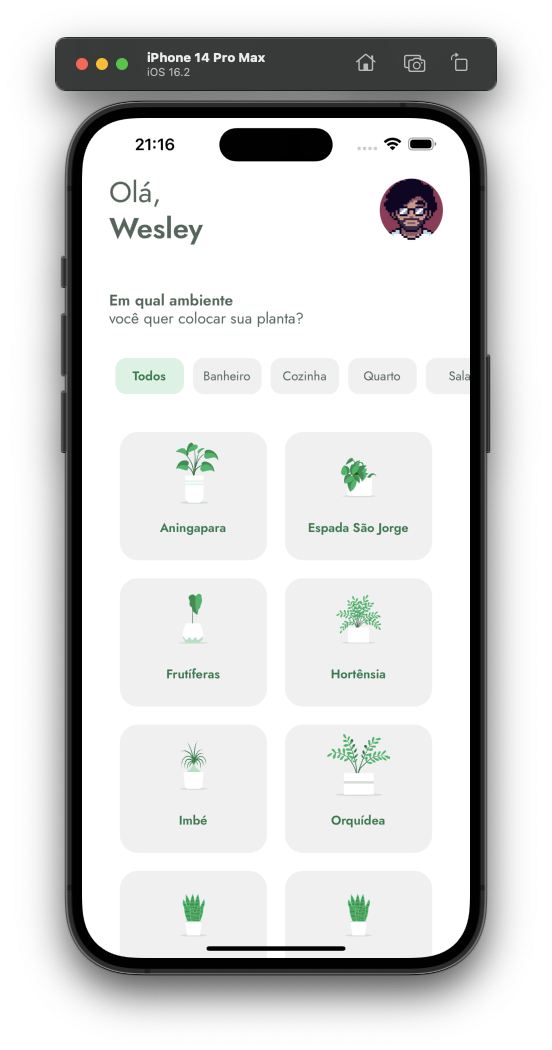 iPhone 14 Pro Max
iOS 16.2
21:16
Olá,
Wesley
Em qual ambiente
você quer colocar sua planta?
Todos Banheiro Cozinha Quarto Sala
Aningapara Espada São Jorge
Frutíferas Hortênsia
Imbé Orquídea